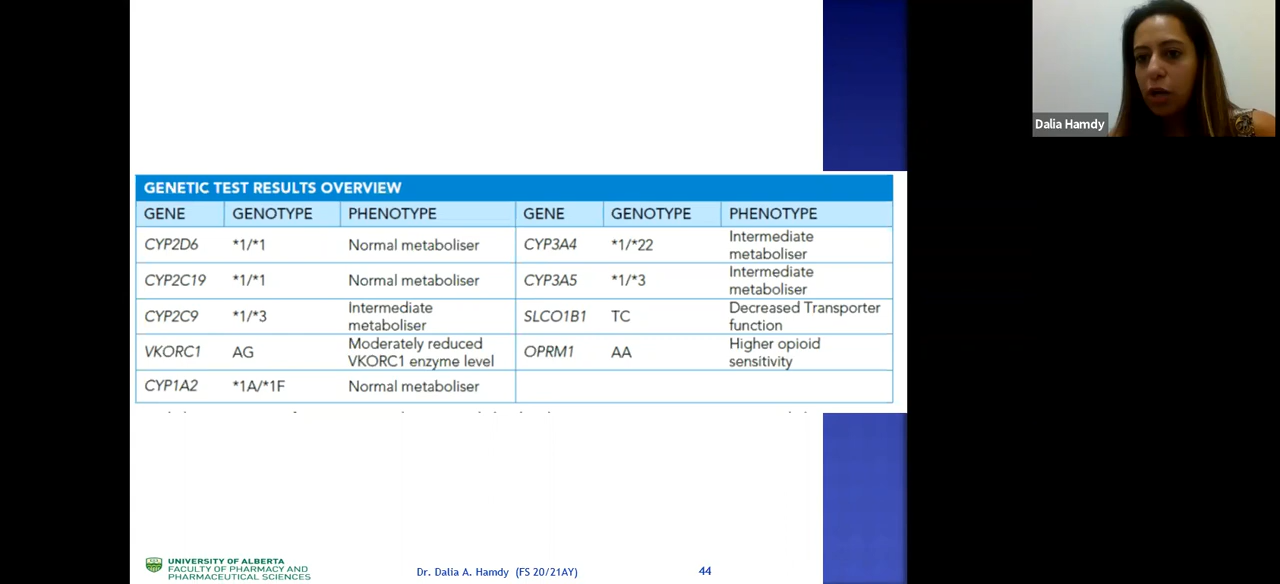 Dalia Hamdy
GENETIC TEST RESULTS OVERVIEW
GENE GENOTYPE PHENOTYPE GENE GENOTYPE PHENOTYPE
CYP2D6 *1/*1 Normal metaboliser CYP3A4 *1/*22 Intermediate metaboliser
CYP2C19 *1/*1 Normal metaboliser CYP3A5 *1/*3 Intermediate metaboliser
CYP2C9 *1/*3 Intermediate metaboliser SLCO1B1 TC Decreased Transporter function
VKORC1 AG Moderately reduced VKORC1 enzyme level OPRM1 AA Higher opioid sensitivity
CYP1A2 *1A/*1F Normal metaboliser
UNIVERSITY OF ALBERTA
FACULTY OF PHARMACY AND
PHARMACEUTICAL SCIENCES
Dr. Dalia A. Hamdy (FS 20/21AY)
44